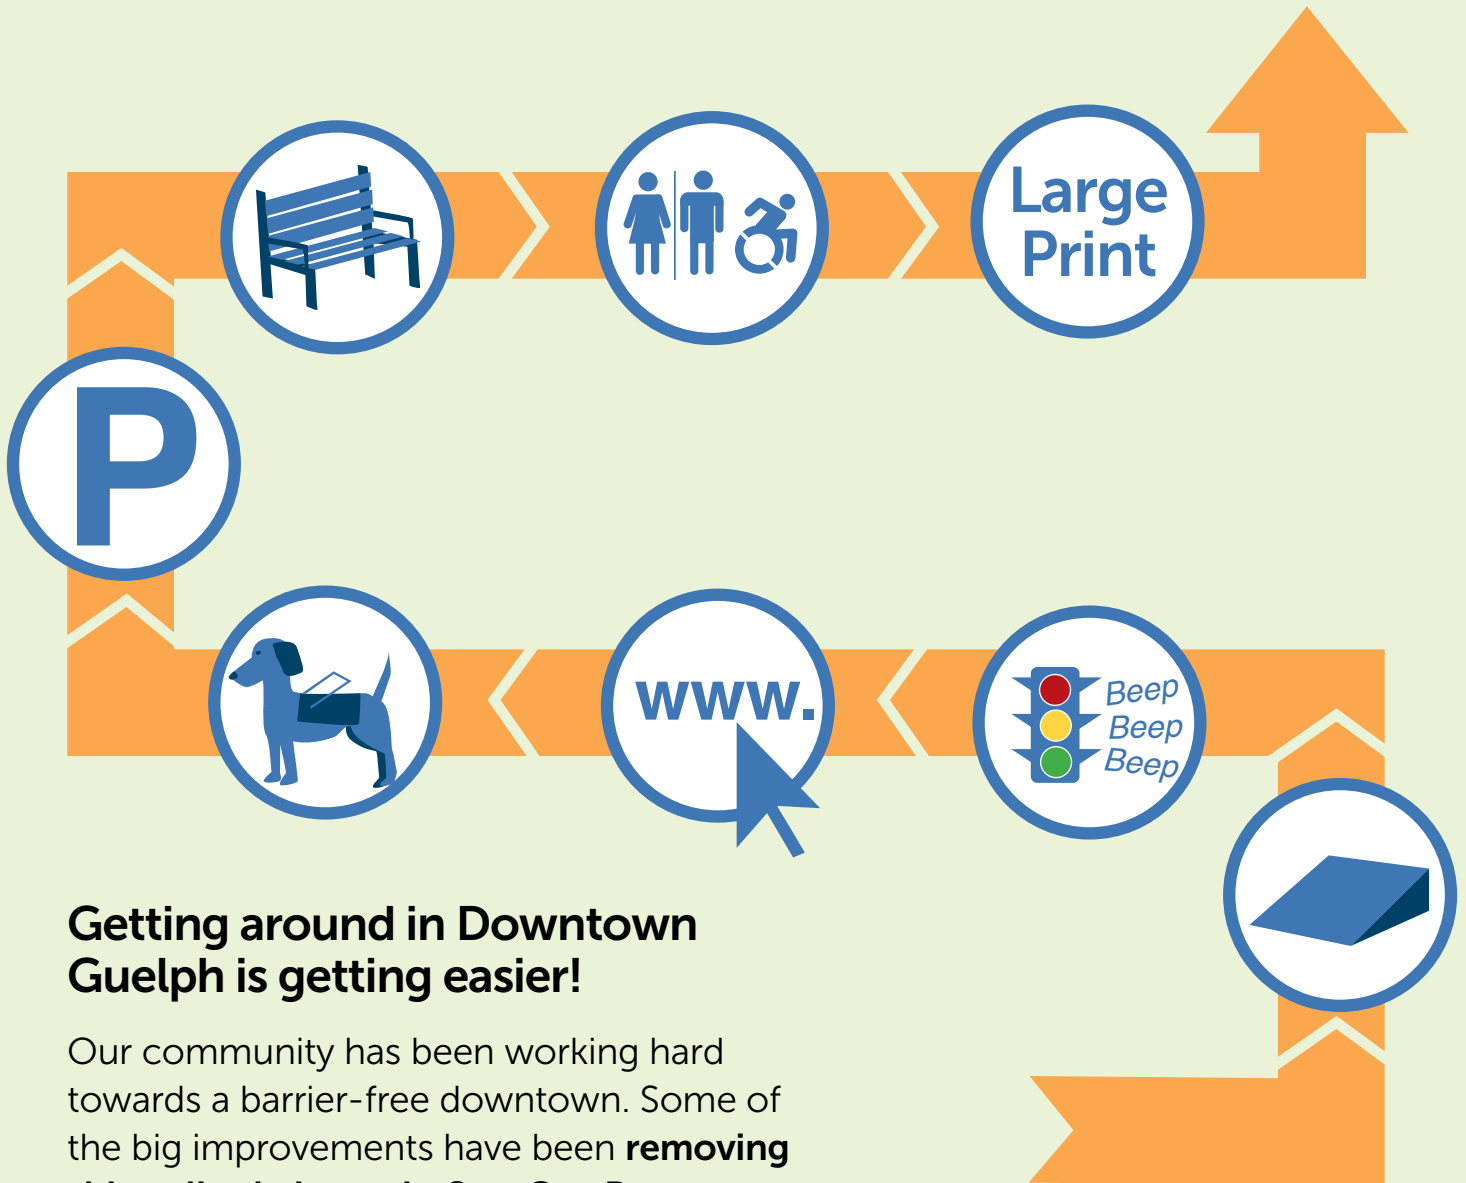 Large
Print
P
www.
Beep
Beep
Beep
Getting around in Downtown
Guelph is getting easier!
Our community has been working hard
towards a barrier-free downtown. Some of
the big improvements have been removing